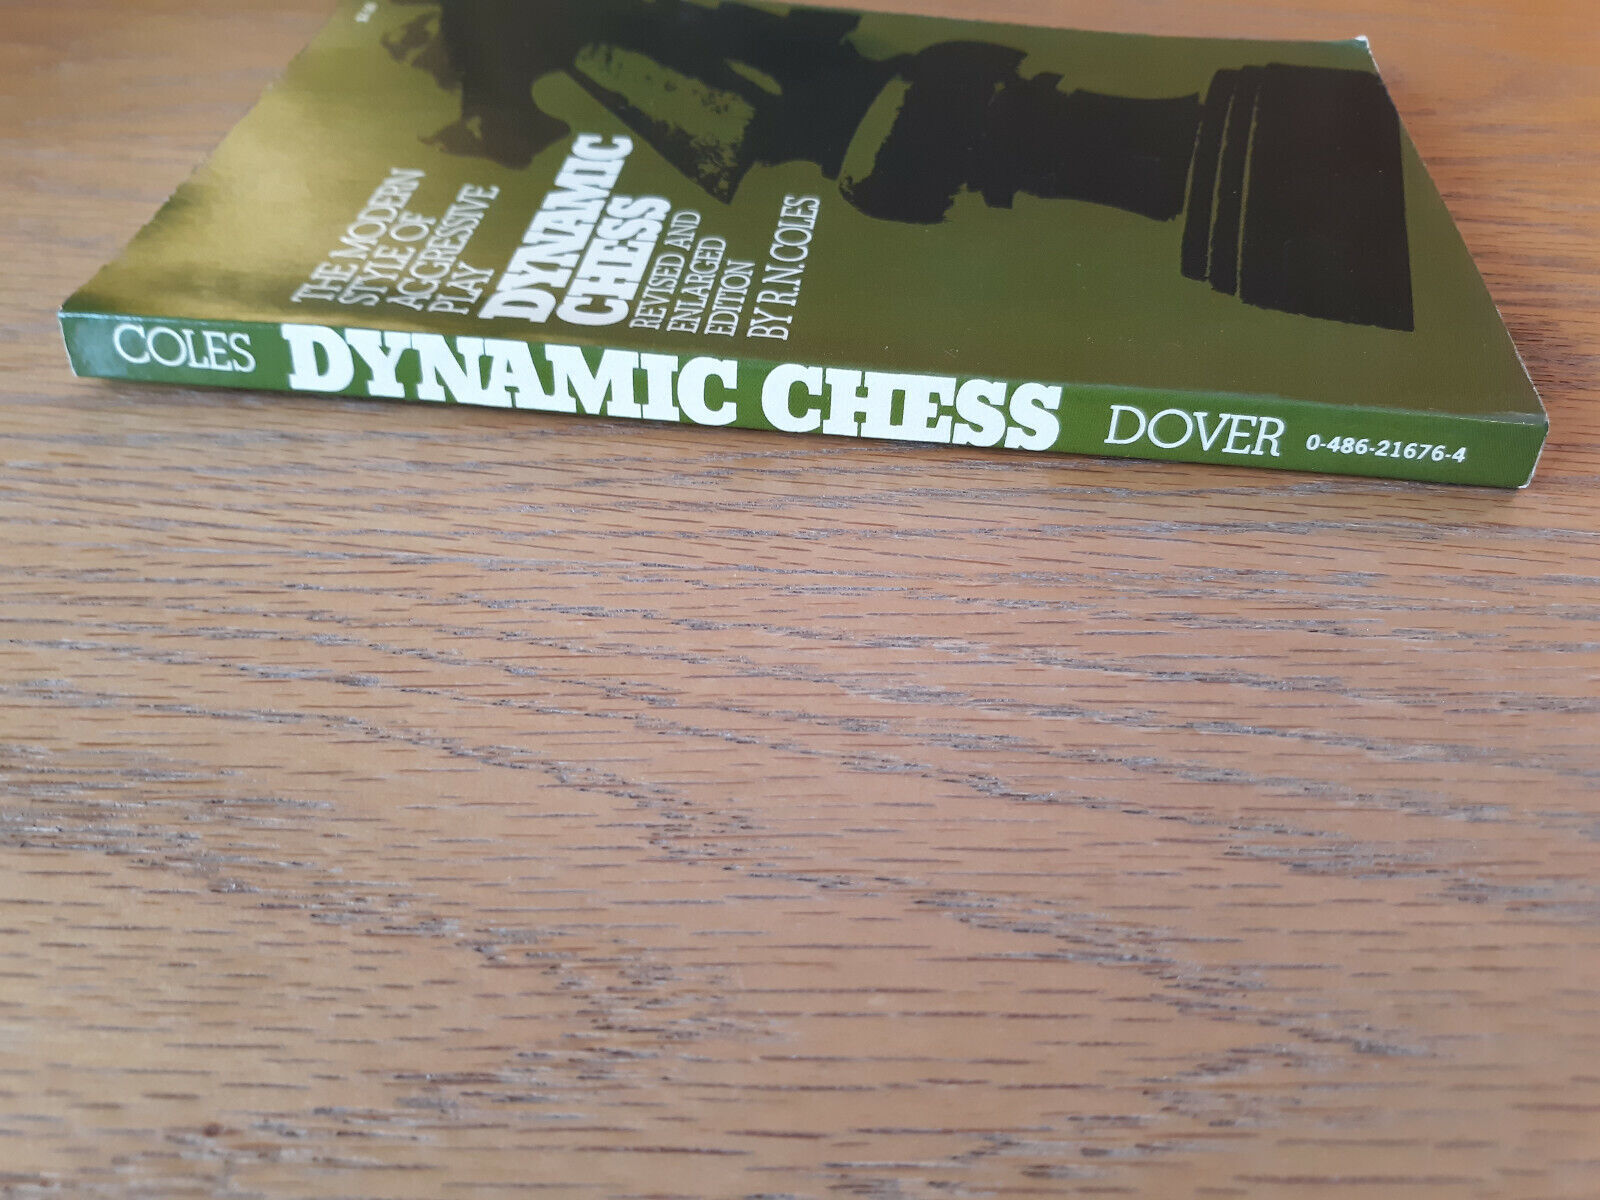 THE MODERN
STYLE OF
AGGRESSIVE
PLAY
DYNAMIC
CHESS
REVISED AND
ENLARGED
EDITION
BY R.N. COLES
COLES DYNAMIC CHESS DOVER 0-486-21676-4